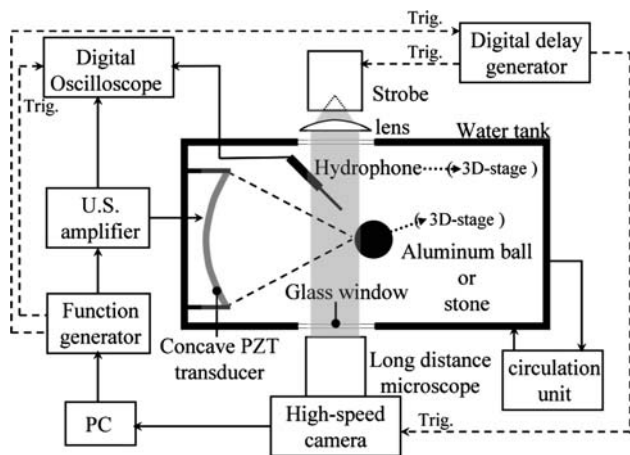 Trig.
Digital
Oscilloscope
Trig.
Trig.
Digital delay
generator
Strobe
lens
Water tank
Hydrophone
( 3D-stage )
U.S.
amplifier
( 3D-stage )
Aluminum ball
or
stone
Glass window
Function
generator
Concave PZT
transducer
Long distance
microscope
circulation
unit
PC
High-speed
camera
Trig.